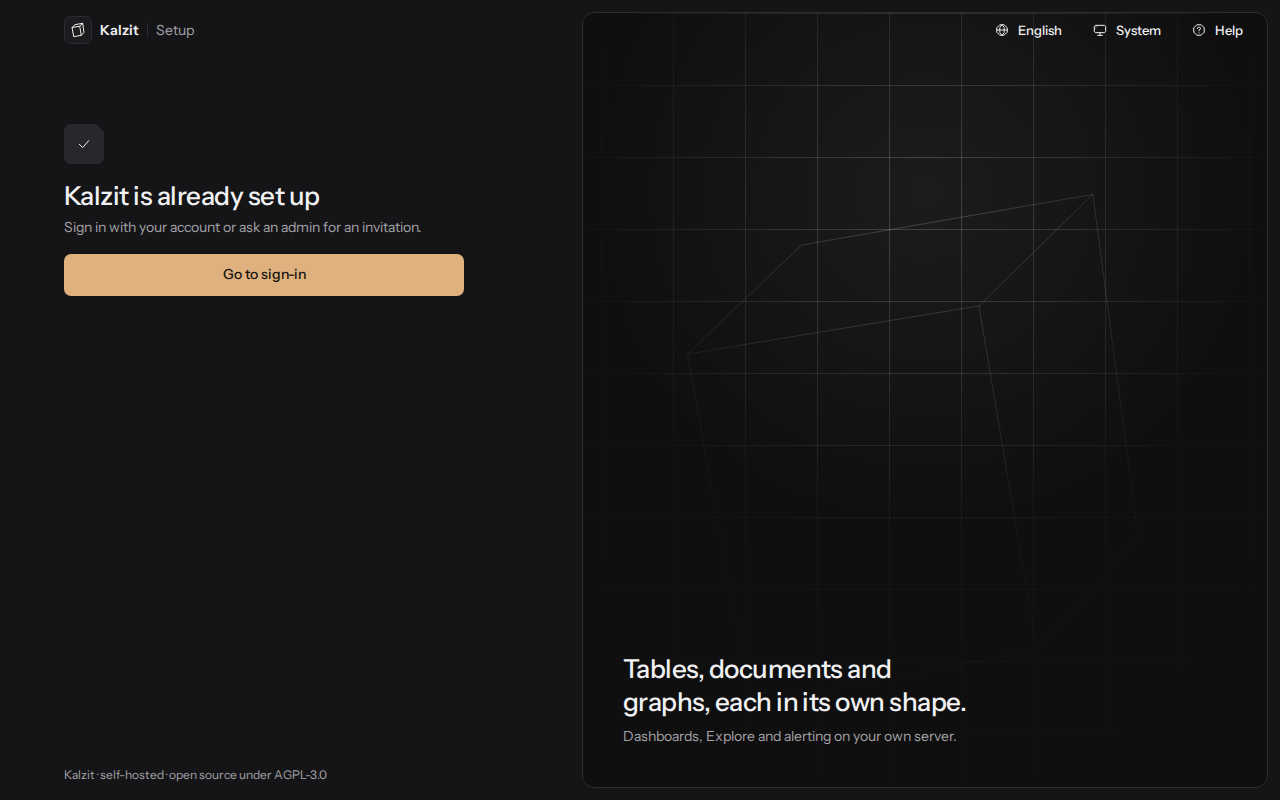 Kalzit
Setup
English
System
Help
Kalzit is already set up
Sign in with your account or ask an admin for an invitation.
Go to sign-in
Tables, documents and
graphs, each in its own shape.
Dashboards, Explore and alerting on your own server.
Kalzit · self-hosted · open source under AGPL-3.0